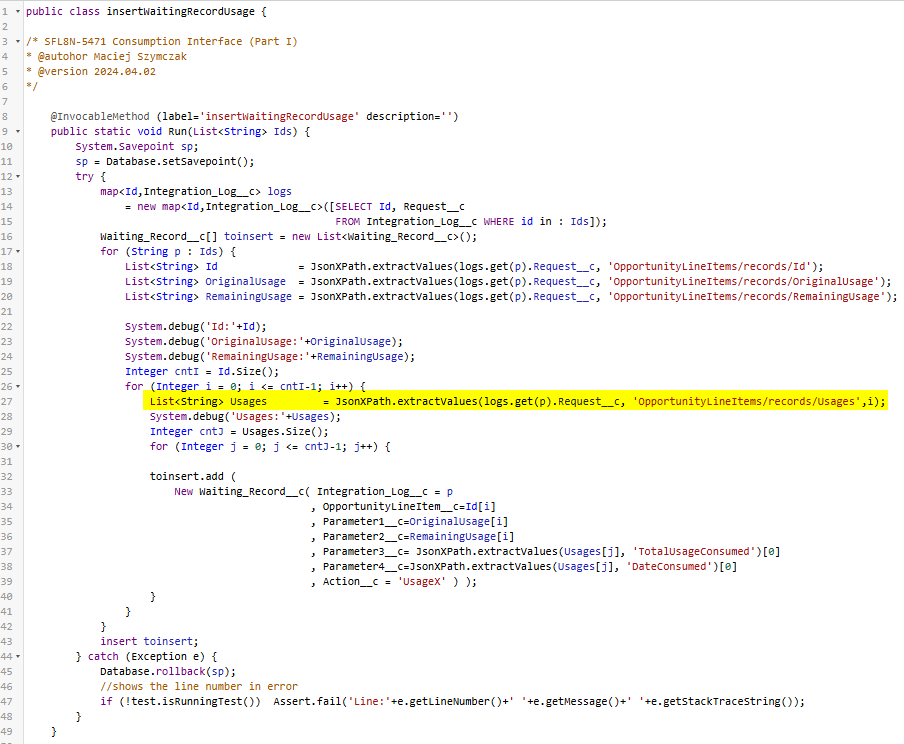 1 public class insertWaitingRecordUsage {
2
3 /* SFL8N-5471 Consumption Interface (Part I)
4 * @autohor Maciej Szymczak
5 * @version 2024.04.02
6 */
7
8 @InvocableMethod (label='insertWaitingRecordUsage' description='')
9 public static void Run(List<String> Ids) {
10 System.Savepoint sp;
11 sp = Database.setSavepoint();
12 try {
13 map<Id,Integration_Log__c> logs
14 = new map<Id,Integration_Log__c>([SELECT Id, Request__c
15 FROM Integration_Log__c WHERE id in : Ids]);
16 Waiting_Record__c[] toinsert = new List<Waiting_Record__c>();
17 for (String p : Ids) {
18 List<String> Id = JsonXPath.extractValues(logs.get(p).Request__c, 'OpportunityLineItems/records/Id');
19 List<String> OriginalUsage = JsonXPath.extractValues(logs.get(p).Request__c, 'OpportunityLineItems/records/OriginalUsage');
20 List<String> RemainingUsage = JsonXPath.extractValues(logs.get(p).Request__c, 'OpportunityLineItems/records/RemainingUsage');
21
22 System.debug('Id:'+Id);
23 System.debug('OriginalUsage:'+OriginalUsage);
24 System.debug('RemainingUsage:'+RemainingUsage);
25 Integer cntI = Id.Size();
26 for (Integer i = 0; i <= cntI-1; i++) {
27 List<String> Usages = JsonXPath.extractValues(logs.get(p).Request__c, 'OpportunityLineItems/records/Usages',i);
28 System.debug('Usages:'+Usages);
29 Integer cntJ = Usages.Size();
30 for (Integer j = 0; j <= cntJ-1; j++) {
31
32 toinsert.add (
33 New Waiting_Record__c( Integration_Log__c = p
34 , OpportunityLineItem__c=Id[i]
35 , Parameter1__c=OriginalUsage[i]
36 , Parameter2__c=RemainingUsage[i]
37 , Parameter3__c= JsonXPath.extractValues(Usages[j], 'TotalUsageConsumed')[0]
38 , Parameter4__c=JsonXPath.extractValues(Usages[j], 'DateConsumed')[0]
39 , Action__c = 'UsageX' ) );
40 }
41 }
42 }
43 insert toinsert;
44 } catch (Exception e) {
45 Database.rollback(sp);
46 //shows the line number in error
47 if (!test.isRunningTest()) Assert.fail('Line:'+e.getLineNumber()+' '+e.getMessage()+' '+e.getStackTraceString());
48 }
49 }